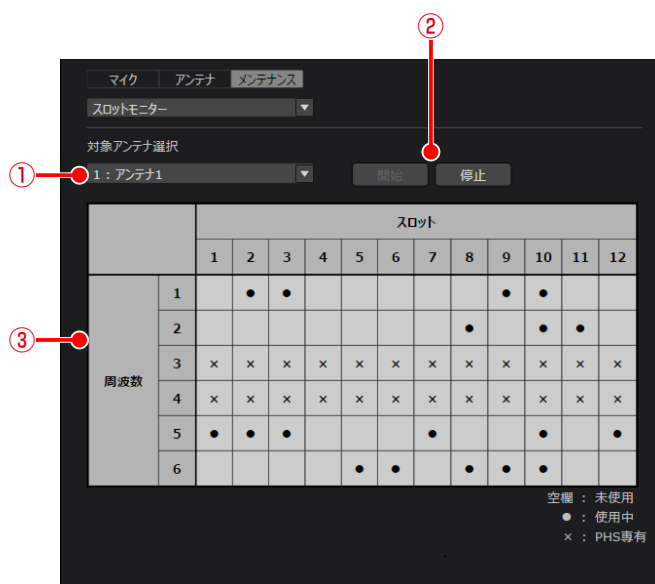 ②
マイク アンテナ メンテナンス
スロットモニター ▼
対象アンテナ選択
① 1 : アンテナ1 ▼ 開始 停止
スロット
1 2 3 4 5 6 7 8 9 10 11 12
1 ● ● ● ●
2 ● ● ●
③
周波数
3 × × × × × × × × × × × ×
4 × × × × × × × × × × × ×
5 ● ● ● ● ● ●
6 ● ● ● ● ●
空欄 : 未使用
● : 使用中
× : PHS専有